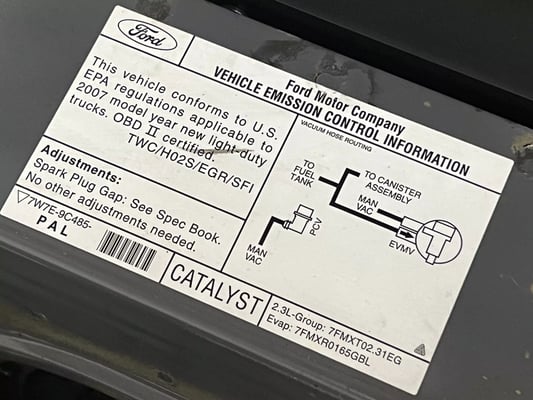 Ford
Ford Motor Company
VEHICLE EMISSION CONTROL INFORMATION
This vehicle conforms to U.S.
EPA regulations applicable to
2007 model year new light-duty
trucks. OBD II certified.
TWC/HO2S/EGR/SFI
Adjustments:
Spark Plug Gap: See Spec Book.
No other adjustments needed.
7W7E-9C485-
PAL
VACUUM HOSE ROUTING
TO
FUEL
TANK
TO CANISTER
ASSEMBLY
MAN
VAC
EVMV
PCV
MAN
VAC
CATALYST
2.3L-Group: 7FMXT02.31EG
Evap: 7FMXR0165GBL